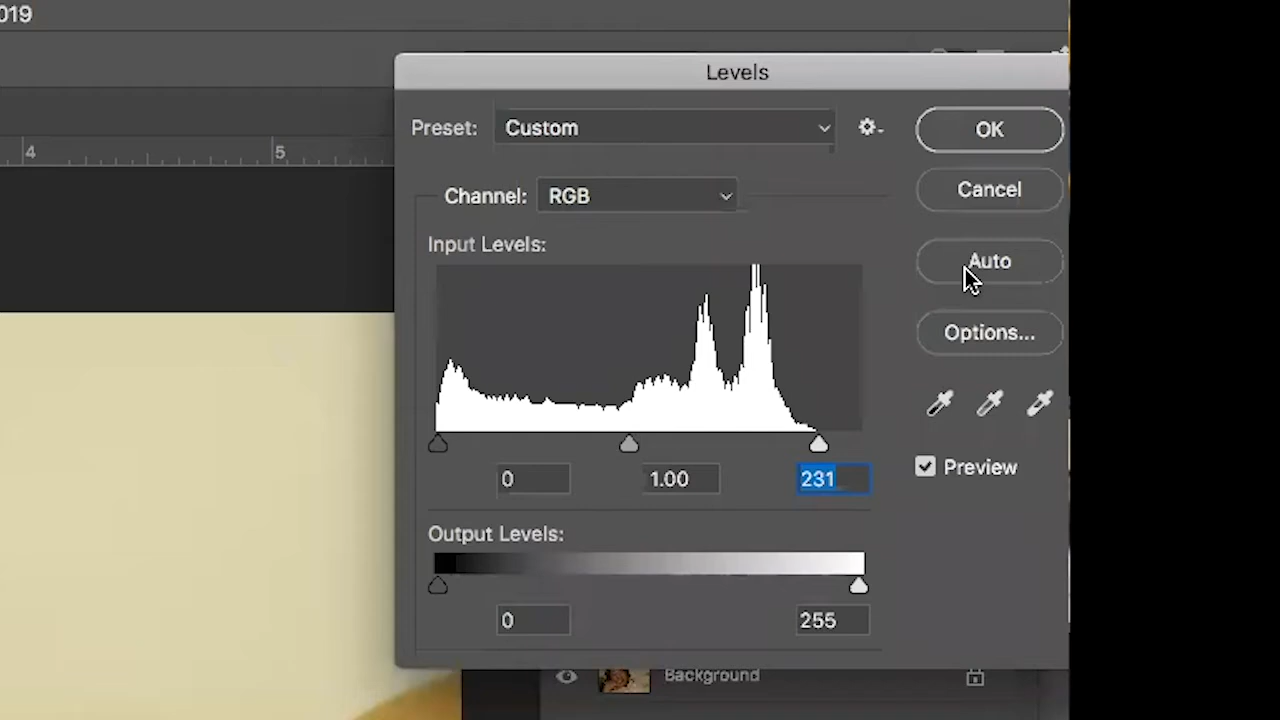 019
Levels
Preset: Custom
OK
4
5
Cancel
Channel: RGB
Input Levels:
Auto
Options...
0
1.00
231
Preview
Output Levels:
0
255
Background